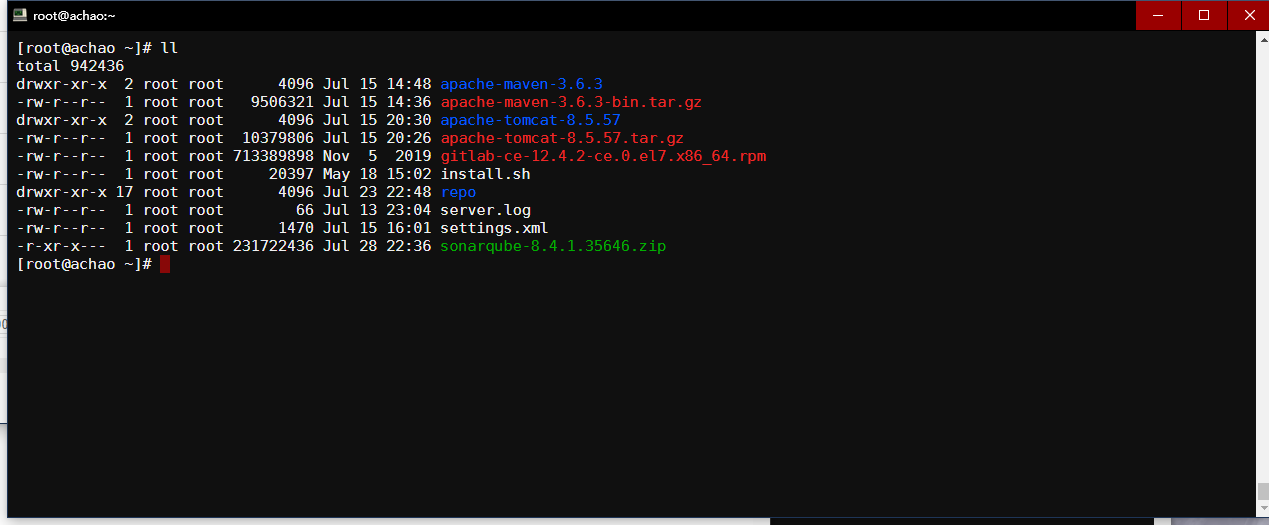 root@achao:~
[root@achao ~]# ll
total 942436
drwxr-xr-x  2 root root      4096 Jul 15 14:48 apache-maven-3.6.3
-rw-r--r--  1 root root   9506321 Jul 15 14:36 apache-maven-3.6.3-bin.tar.gz
drwxr-xr-x  2 root root      4096 Jul 15 20:30 apache-tomcat-8.5.57
-rw-r--r--  1 root root  10379806 Jul 15 20:26 apache-tomcat-8.5.57.tar.gz
-rw-r--r--  1 root root 713389898 Nov  5  2019 gitlab-ce-12.4.2-ce.0.el7.x86_64.rpm
-rw-r--r--  1 root root     20397 May 18 15:02 install.sh
drwxr-xr-x 17 root root      4096 Jul 23 22:48 repo
-rw-r--r--  1 root root        66 Jul 13 23:04 server.log
-rw-r--r--  1 root root      1470 Jul 15 16:01 settings.xml
-r-xr-x---  1 root root 231722436 Jul 28 22:36 sonarqube-8.4.1.35646.zip
[root@achao ~]#